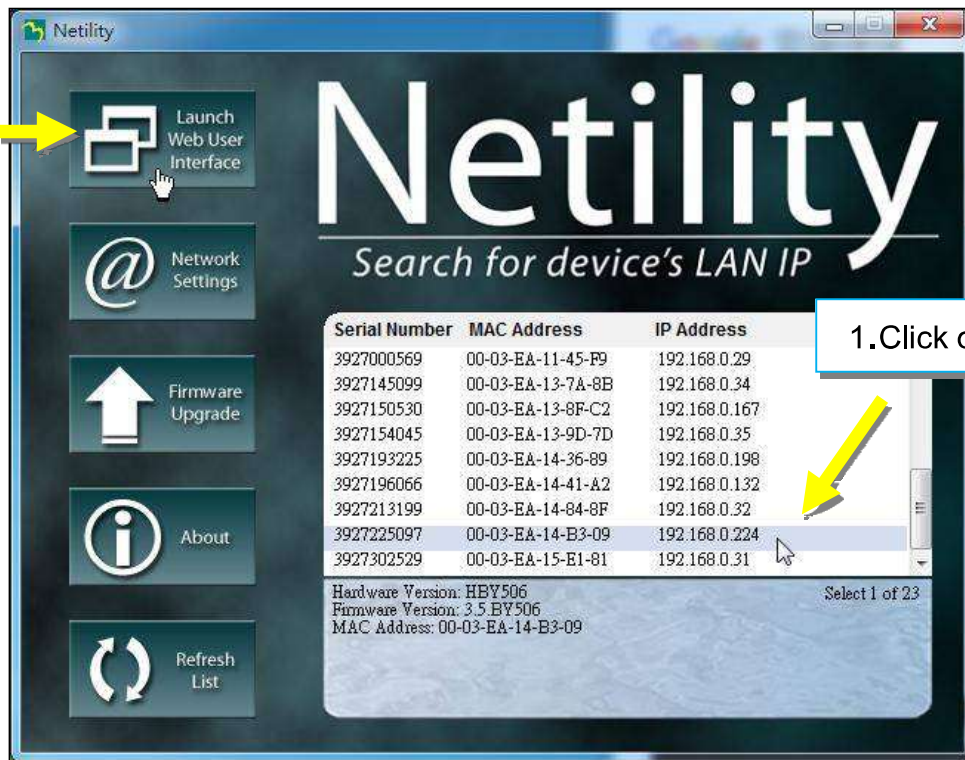 Netility
Launch
Web User
Interface
Network
Settings
Firmware
Upgrade
About
Refresh
List
Netility
Search for device's LAN IP
Serial Number MAC Address IP Address
3927000569 00-03-EA-11-45-F9 192.168.0.29
3927145099 00-03-EA-13-7A-8B 192.168.0.34
3927150530 00-03-EA-13-8F-C2 192.168.0.167
3927154045 00-03-EA-13-9D-7D 192.168.0.35
3927193225 00-03-EA-14-36-89 192.168.0.198
3927196066 00-03-EA-14-41-A2 192.168.0.132
3927213199 00-03-EA-14-84-8F 192.168.0.32
3927225097 00-03-EA-14-B3-09 192.168.0.224
3927302529 00-03-EA-15-E1-81 192.168.0.31
1.Click
Hardware Version: HBY506
Select 1 of 23
Firmware Version: 3.5.BY506
MAC Address: 00-03-EA-14-B3-09